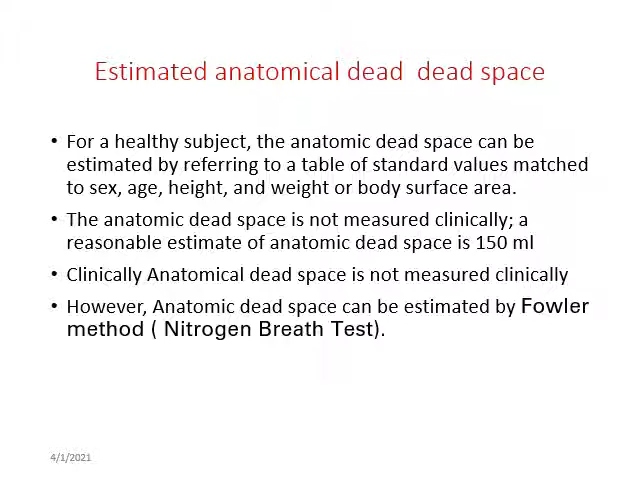 Estimated anatomical dead  dead space
• For a healthy subject, the anatomic dead space can be
estimated by referring to a table of standard values matched
to sex, age, height, and weight or body surface area.
• The anatomic dead space is not measured clinically; a
reasonable estimate of anatomic dead space is 150 ml
• Clinically Anatomical dead space is not measured clinically
• However, Anatomic dead space can be estimated by Fowler
method ( Nitrogen Breath Test).
4/1/2021